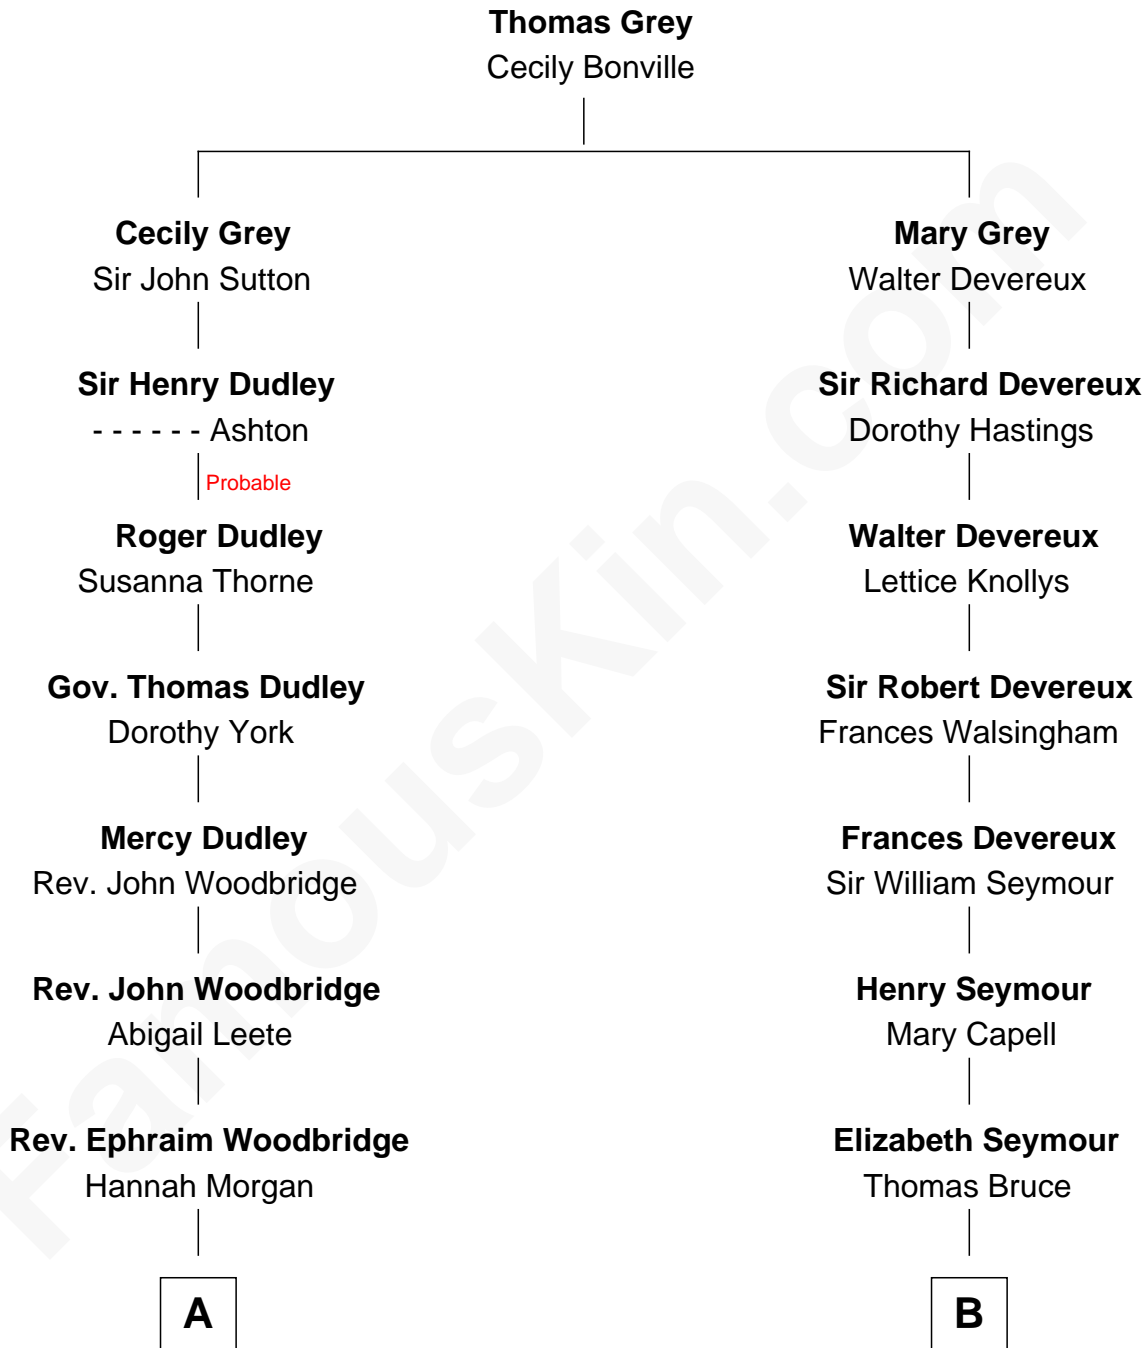 Thomas Grey
Cecily Bonville
Cecily Grey
Sir John Sutton
Sir Henry Dudley
- - - - - - Ashton
Probable
Roger Dudley
Susanna Thorne
Gov. Thomas Dudley
Dorothy York
Mercy Dudley
Rev. John Woodbridge
Rev. John Woodbridge
Abigail Leete
Rev. Ephraim Woodbridge
Hannah Morgan
A
Mary Grey
Walter Devereux
Sir Richard Devereux
Dorothy Hastings
Walter Devereux
Lettice Knollys
Sir Robert Devereux
Frances Walsingham
Frances Devereux
Sir William Seymour
Henry Seymour
Mary Capell
Elizabeth Seymour
Thomas Bruce
B
FamousKin.com